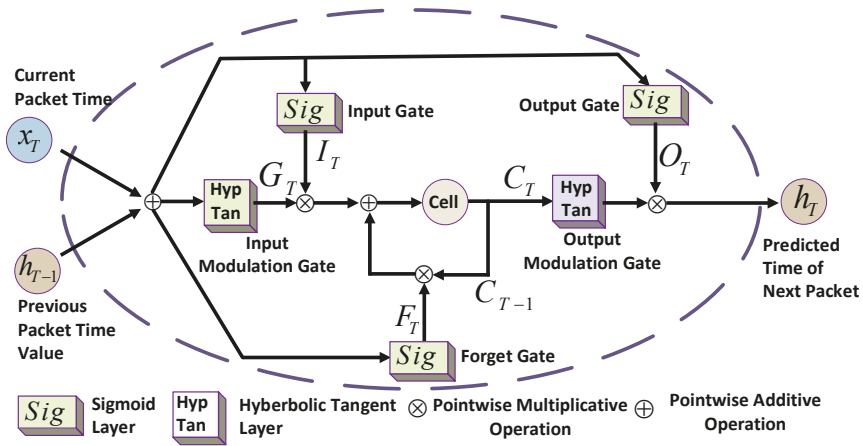 Current
Packet Time
x_T
h_{T-1}
Previous
Packet Time
Value
Sig
Input Gate
I_T
G_T
Hyp
Tan
Input
Modulation Gate
Cell
C_T
C_{T-1}
F_T
Sig
Forget Gate
Output Gate
Sig
O_T
Hyp
Tan
Output
Modulation Gate
h_T
Predicted
Time of
Next Packet
Sig
Sigmoid
Layer
Hyp
Tan
Hyberbolic Tangent
Layer
⊗ Pointwise Multiplicative
Operation
⊕ Pointwise Additive
Operation